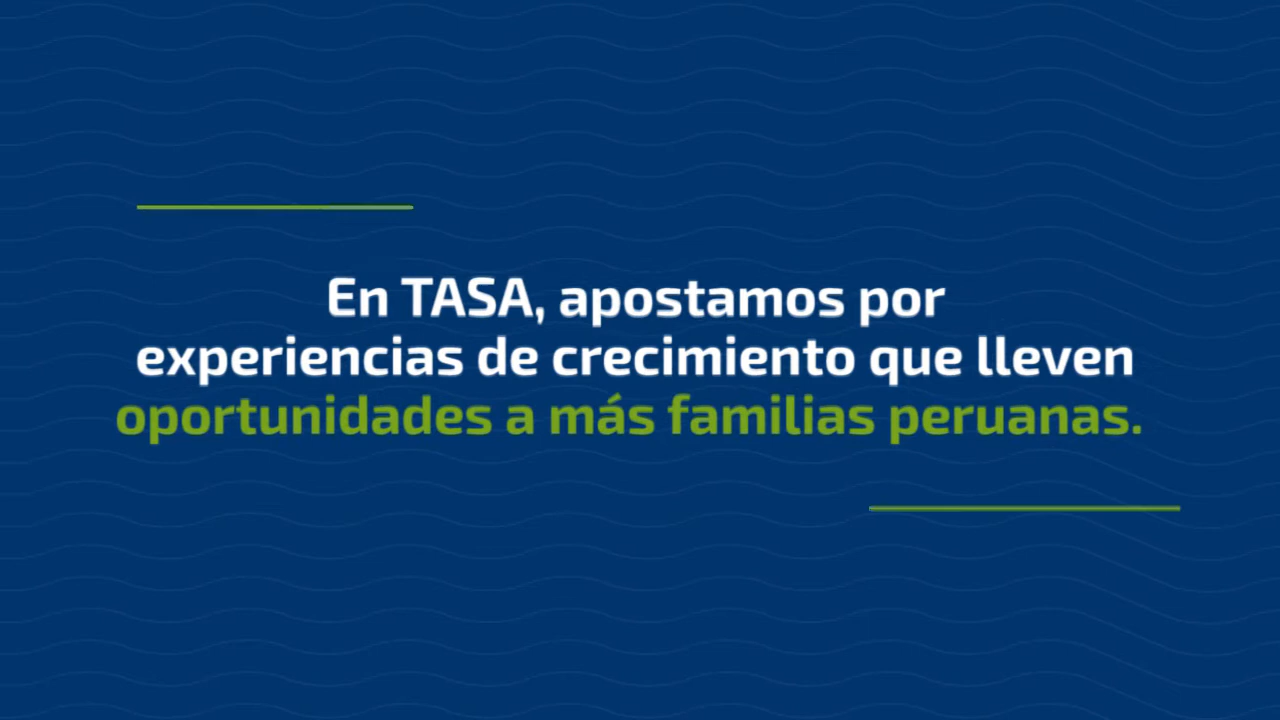 En TASA, apostamos por
experiencias de crecimiento que lleven
oportunidades a más familias peruanas.